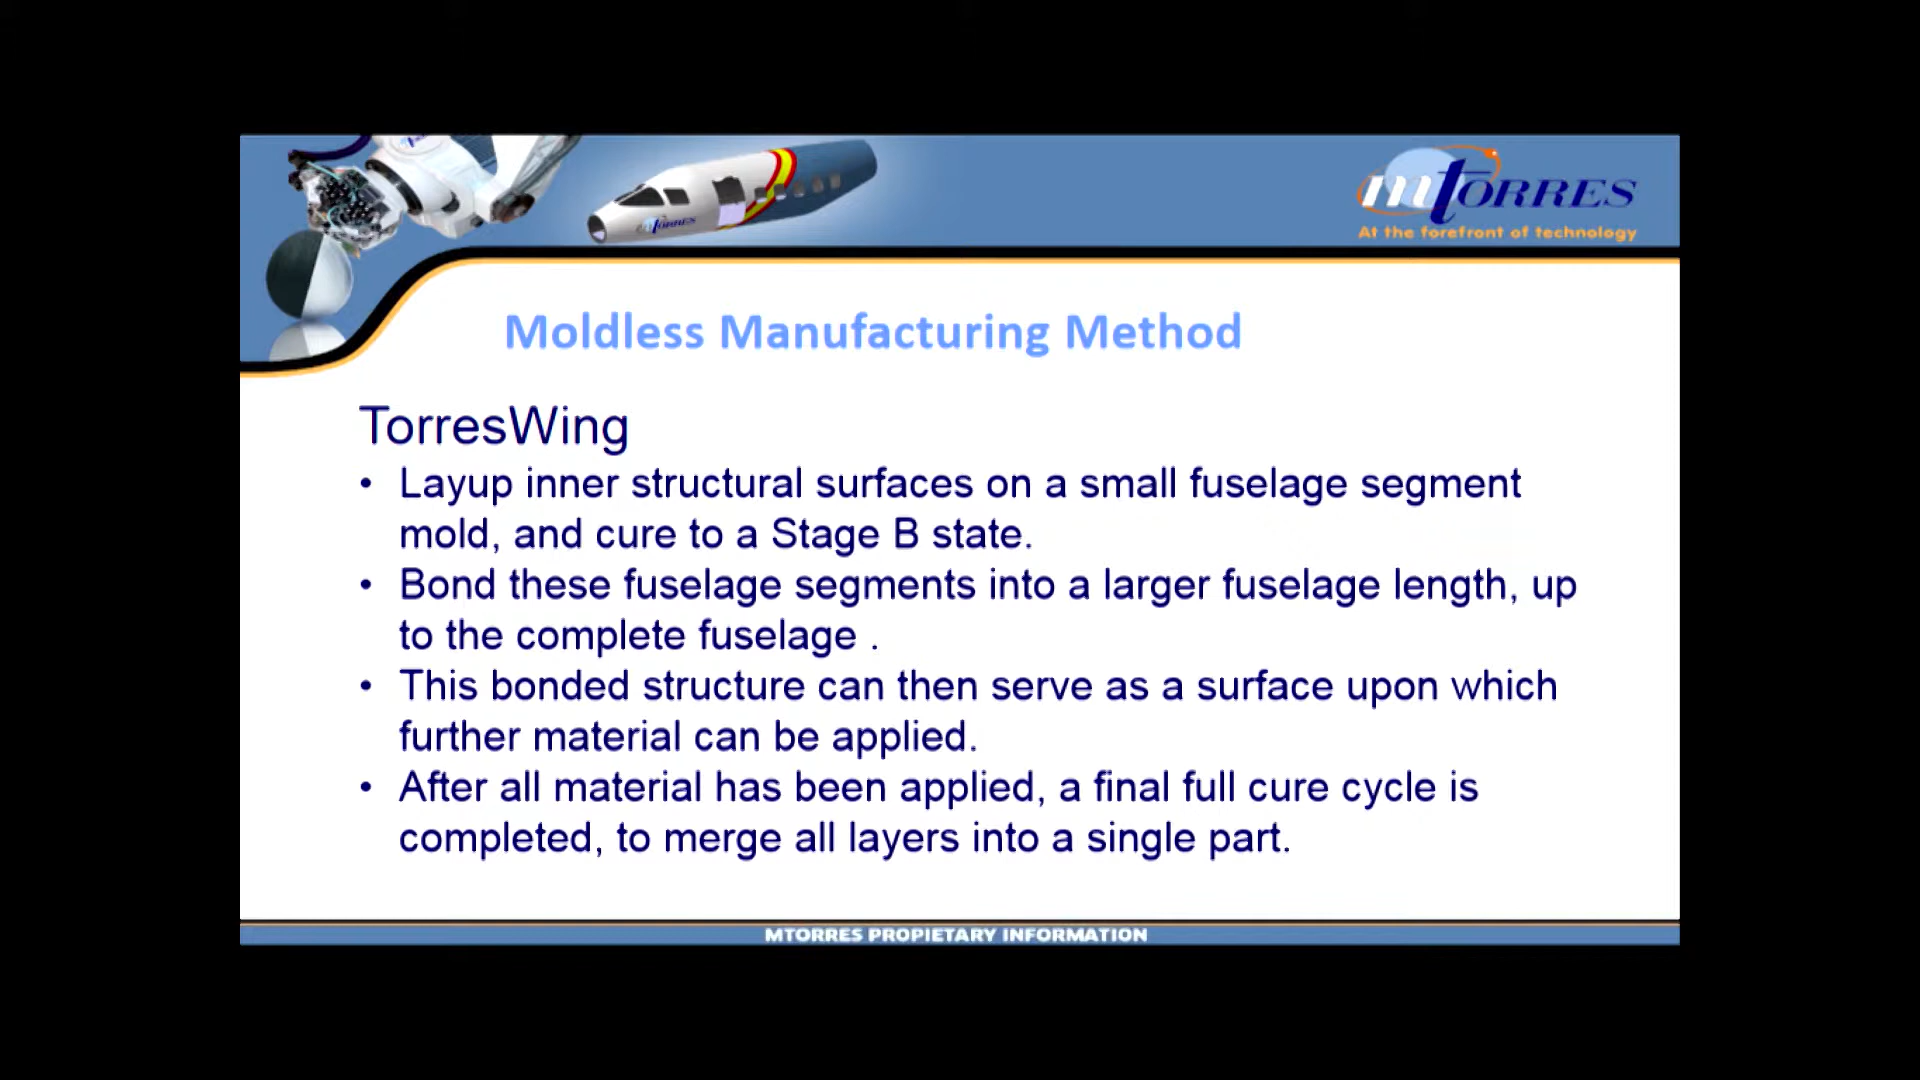 mTORRES
At the forefront of technology
mTORRES
Moldless Manufacturing Method
TorresWing
• Layup inner structural surfaces on a small fuselage segment
mold, and cure to a Stage B state.
• Bond these fuselage segments into a larger fuselage length, up
to the complete fuselage .
• This bonded structure can then serve as a surface upon which
further material can be applied.
• After all material has been applied, a final full cure cycle is
completed, to merge all layers into a single part.
MTORRES PROPIETARY INFORMATION